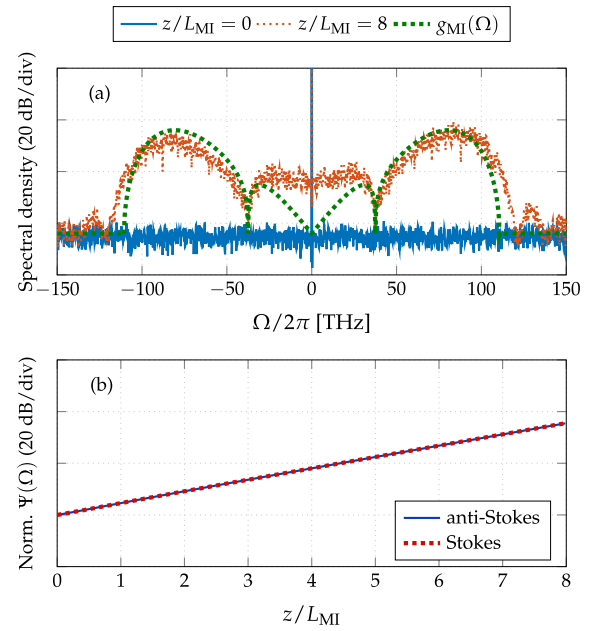 z/L_MI = 0 z/L_MI = 8 g_MI(Ω)
(a)
Spectral density (20 dB/div)
−150 −100 −50 0 50 100 150
Ω/2π [THz]
(b)
Norm. Ψ(Ω) (20 dB/div)
anti-Stokes
Stokes
0 1 2 3 4 5 6 7 8
z/L_MI